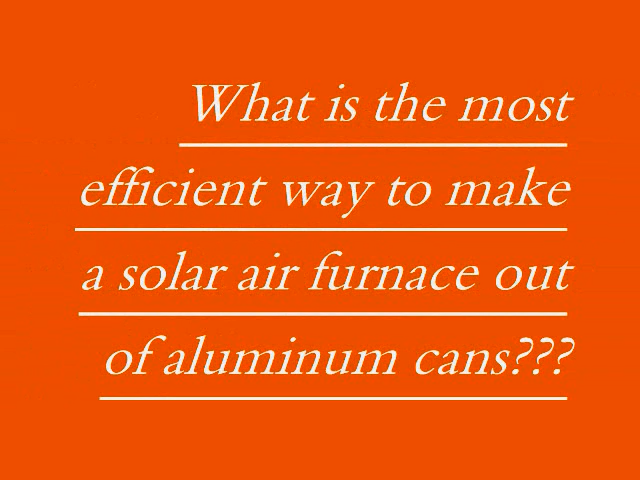 What is the most
efficient way to make
a solar air furnace out
of aluminum cans???